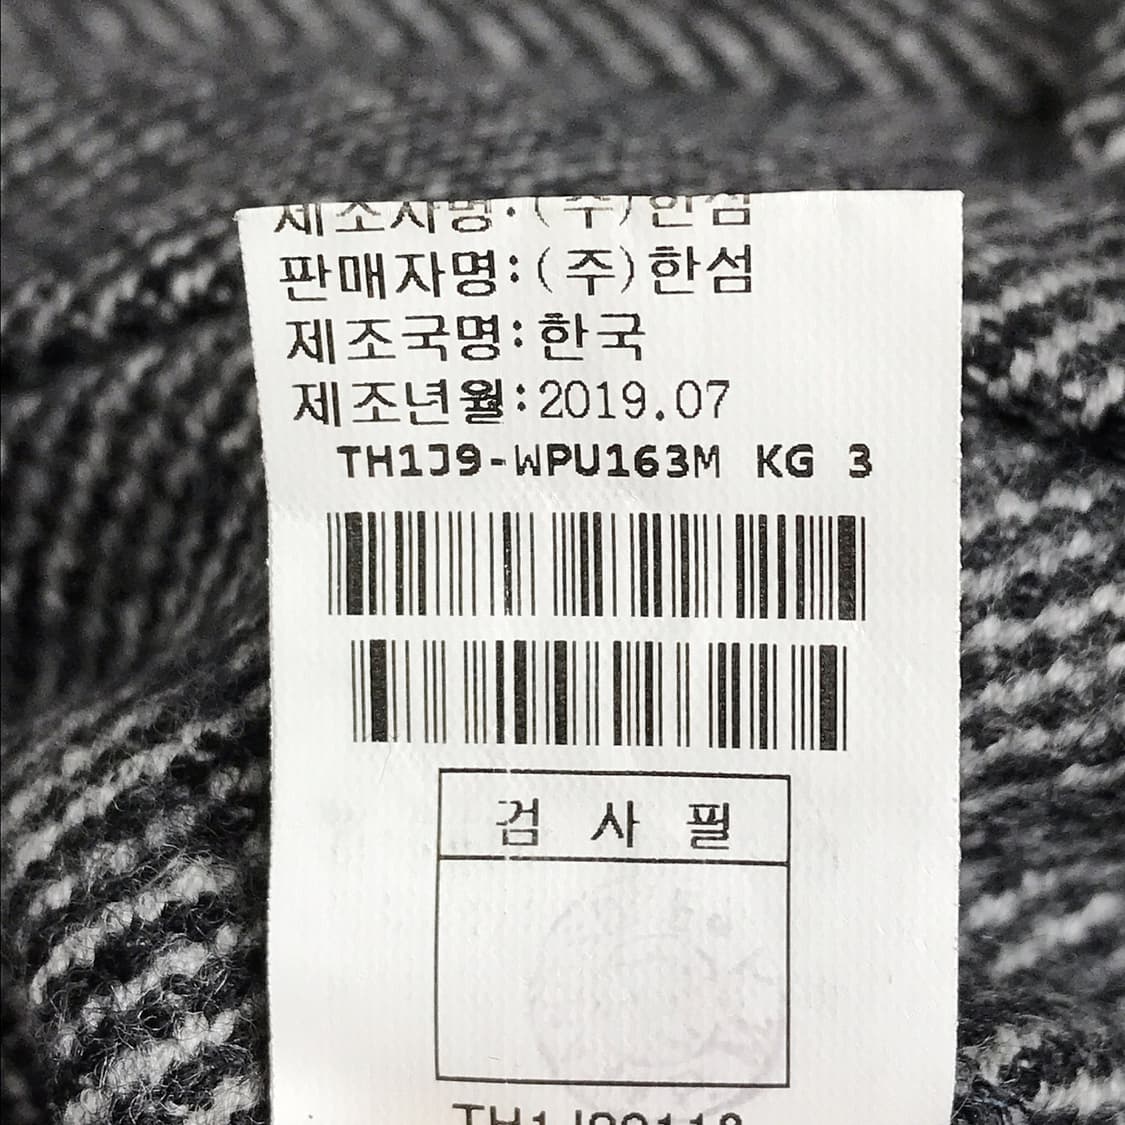 제조자명:(주)한섬
판매자명:(주)한섬
제조국명:한국
제조년월:2019.07
TH1J9-WPU163M KG 3
검 사 필